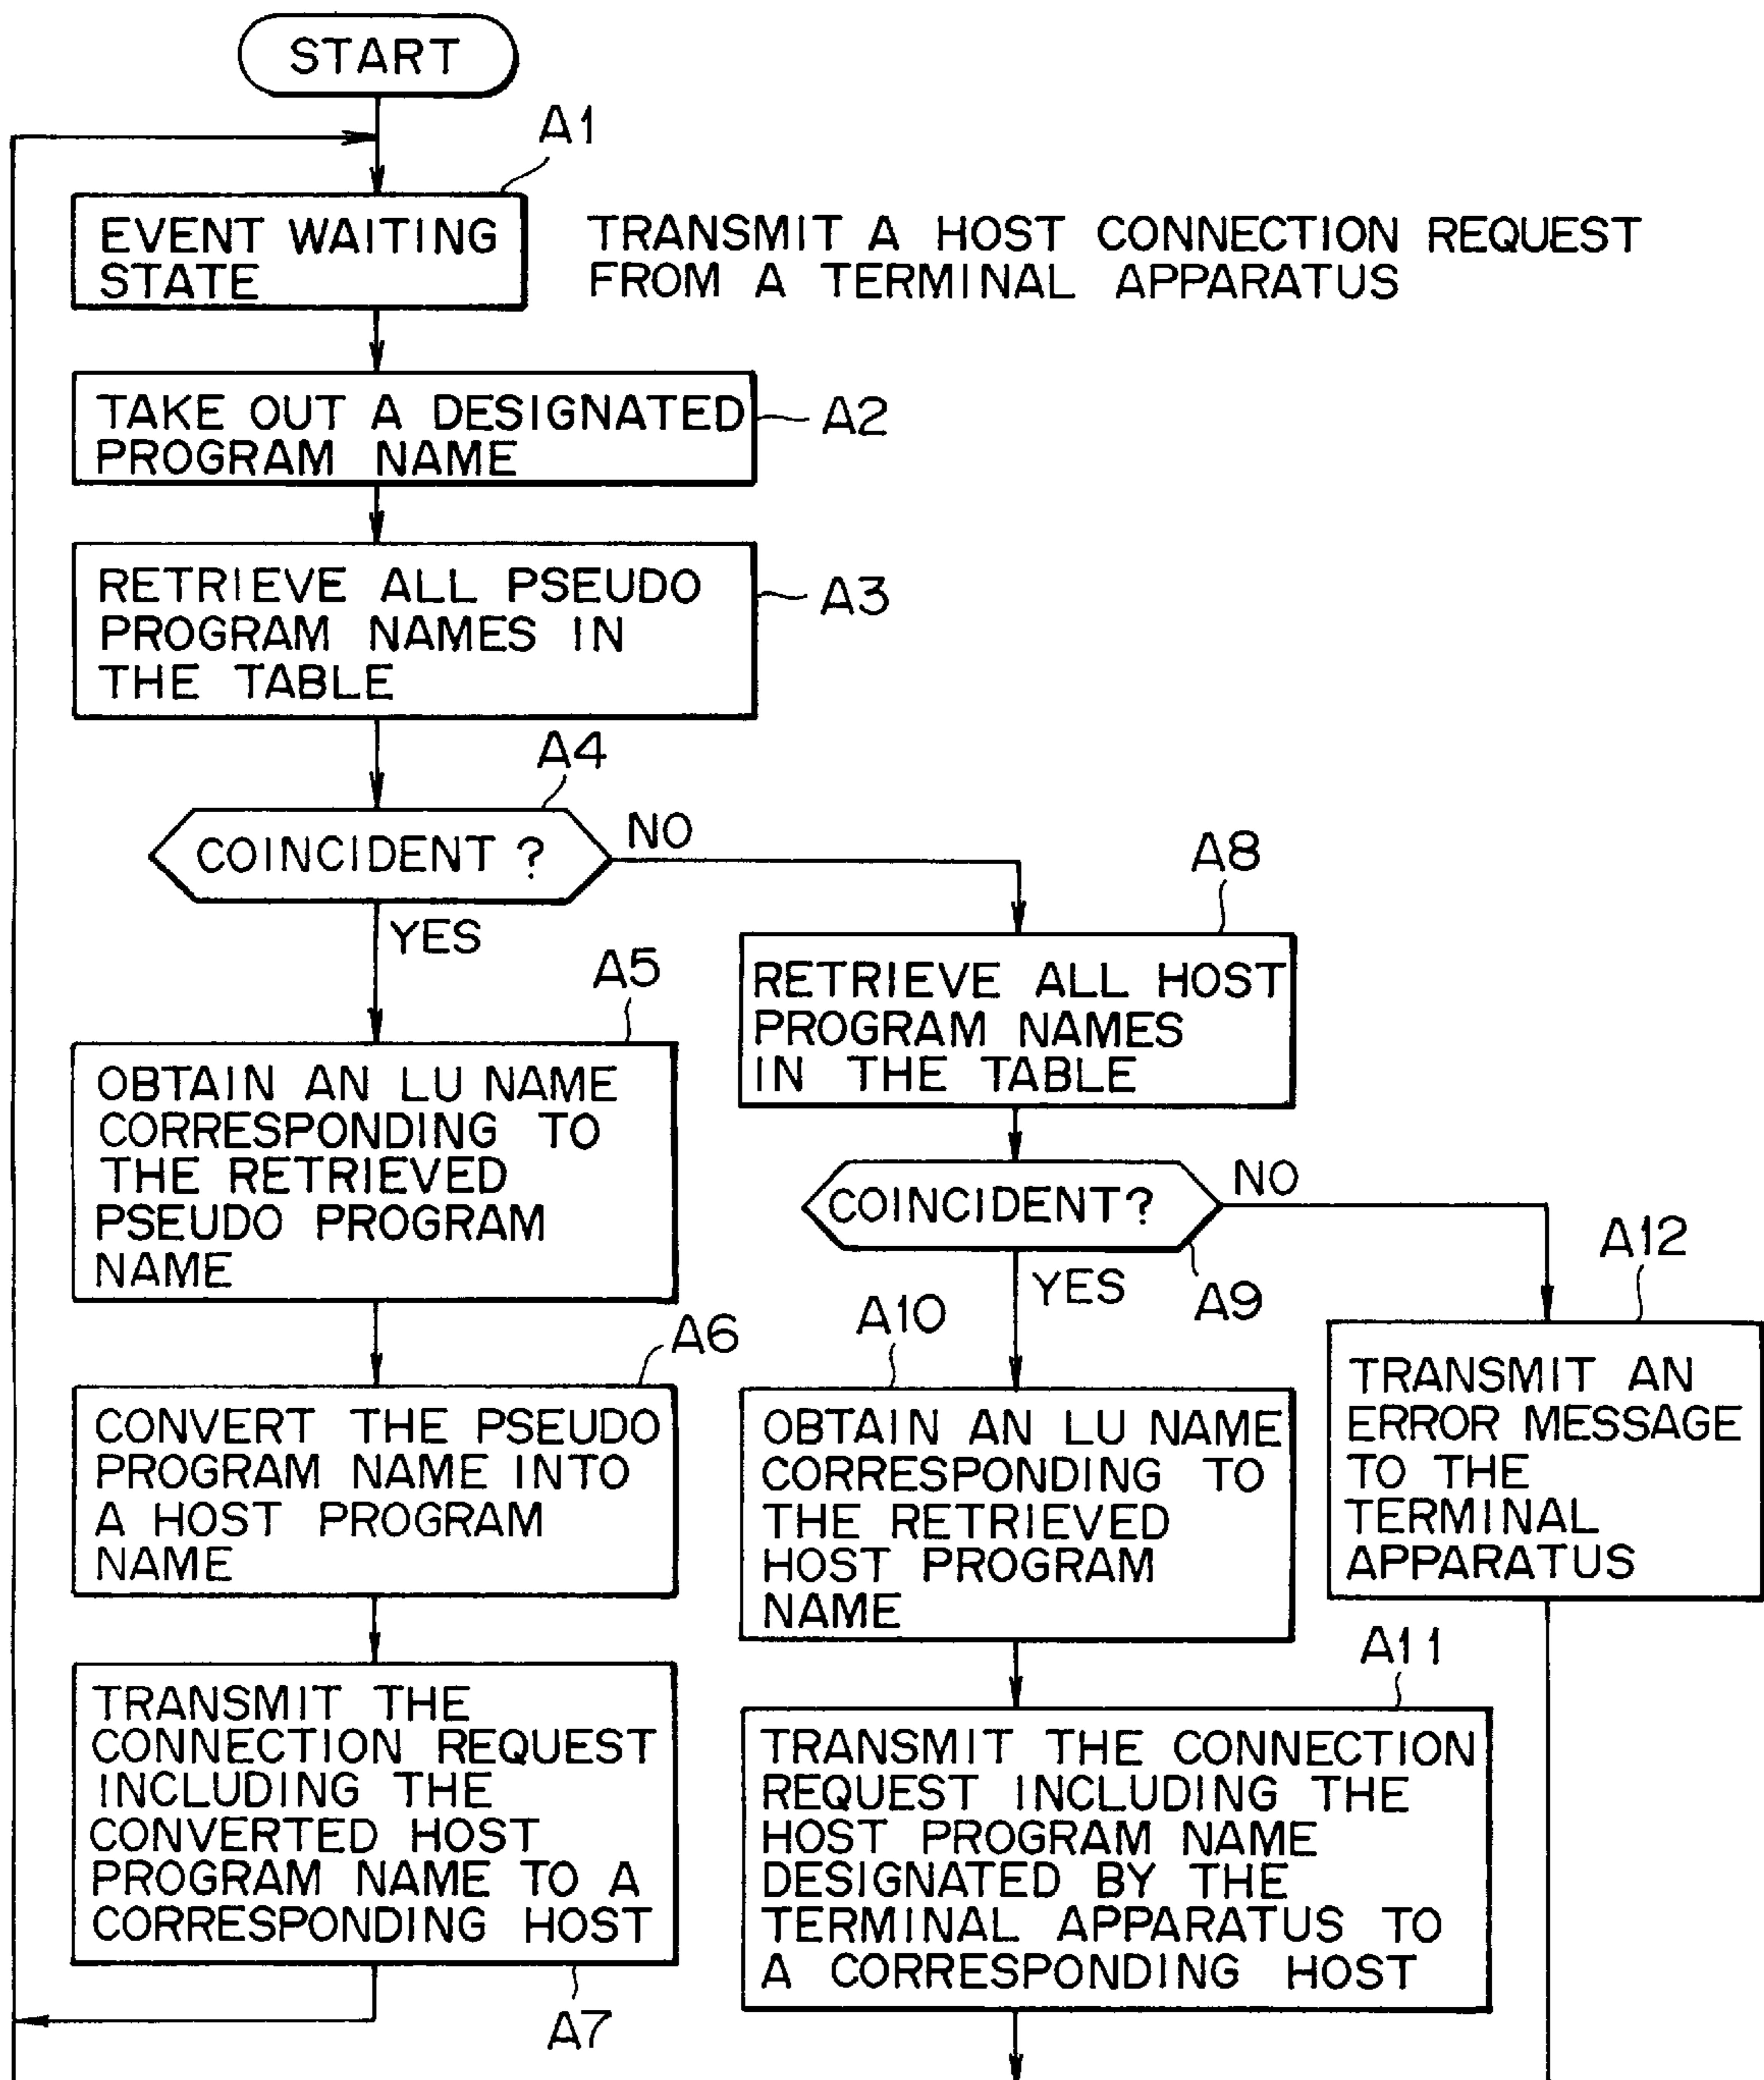 START
A1
EVENT WAITING
STATE
TRANSMIT A HOST CONNECTION REQUEST
FROM A TERMINAL APPARATUS
TAKE OUT A DESIGNATED
PROGRAM NAME
A2
RETRIEVE ALL PSEUDO
PROGRAM NAMES IN
THE TABLE
A3
A4
COINCIDENT ?
NO
YES
A8
RETRIEVE ALL HOST
PROGRAM NAMES
IN THE TABLE
A5
OBTAIN AN LU NAME
CORRESPONDING TO
THE RETRIEVED
PSEUDO PROGRAM
NAME
COINCIDENT?
NO
YES
A9
A12
TRANSMIT AN
ERROR MESSAGE
TO THE
TERMINAL
APPARATUS
A6
CONVERT THE PSEUDO
PROGRAM NAME INTO
A HOST PROGRAM
NAME
A10
OBTAIN AN LU NAME
CORRESPONDING TO
THE RETRIEVED
HOST PROGRAM
NAME
TRANSMIT THE
CONNECTION REQUEST
INCLUDING THE
CONVERTED HOST
PROGRAM NAME TO A
CORRESPONDING HOST
A7
A11
TRANSMIT THE CONNECTION
REQUEST INCLUDING THE
HOST PROGRAM NAME
DESIGNATED BY THE
TERMINAL APPARATUS TO
A CORRESPONDING HOST